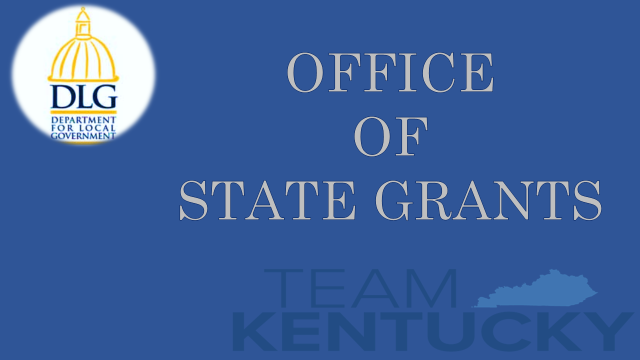 DLG
DEPARTMENT
FOR LOCAL
GOVERNMENT
OFFICE
OF
STATE GRANTS
TEAM
KENTUCKY